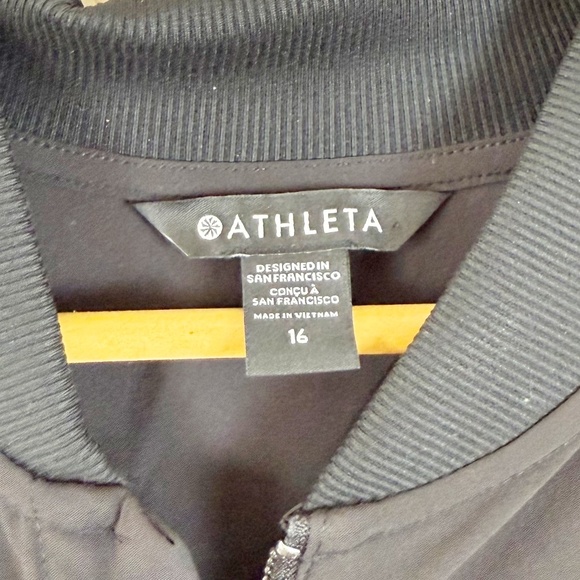 ATHLETA
DESIGNED IN
SAN FRANCISCO
CONÇU À
SAN FRANCISCO
MADE IN VIETNAM
16